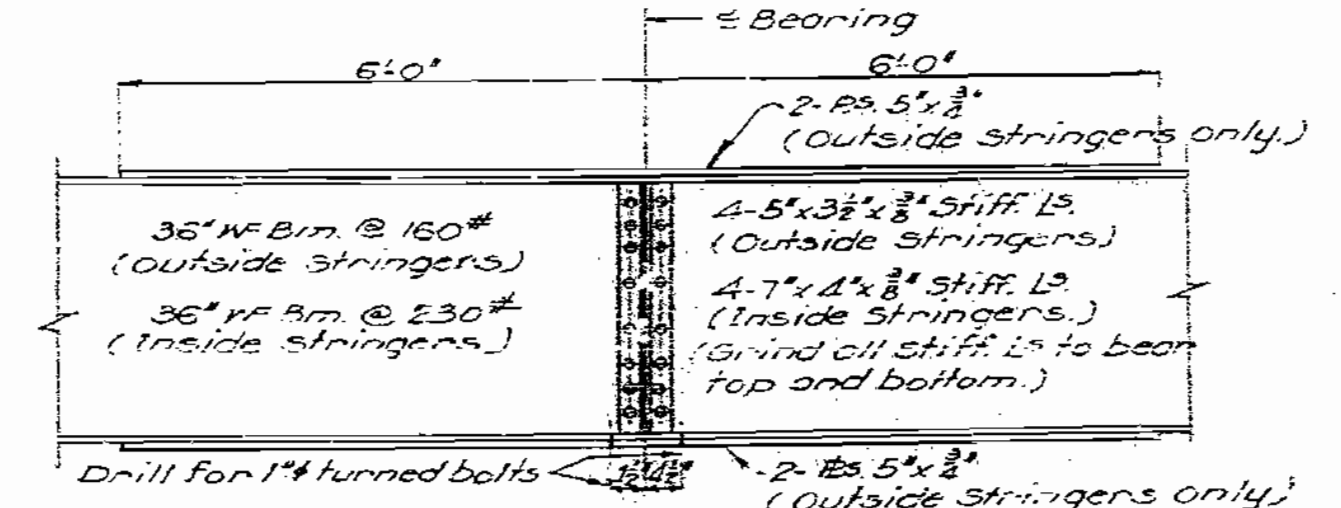 ℄ Bearing
6'-0"
6'-0"
2-Pls. 5"x¾"
(Outside stringers only.)
36" WF Bm. @ 160#
(Outside stringers)
36" WF Bm. @ 230#
(Inside stringers)
4-5"x3½"x⅜" Stiff. Ls.
(Outside Stringers)
4-7"x4"x⅜" Stiff. Ls.
(Inside Stringers.)
(Grind all Stiff. Ls to bear
top and bottom.)
Drill for 1"ϕ turned bolts
4½"
2-Pls. 5"x¾"
(Outside Stringers only)